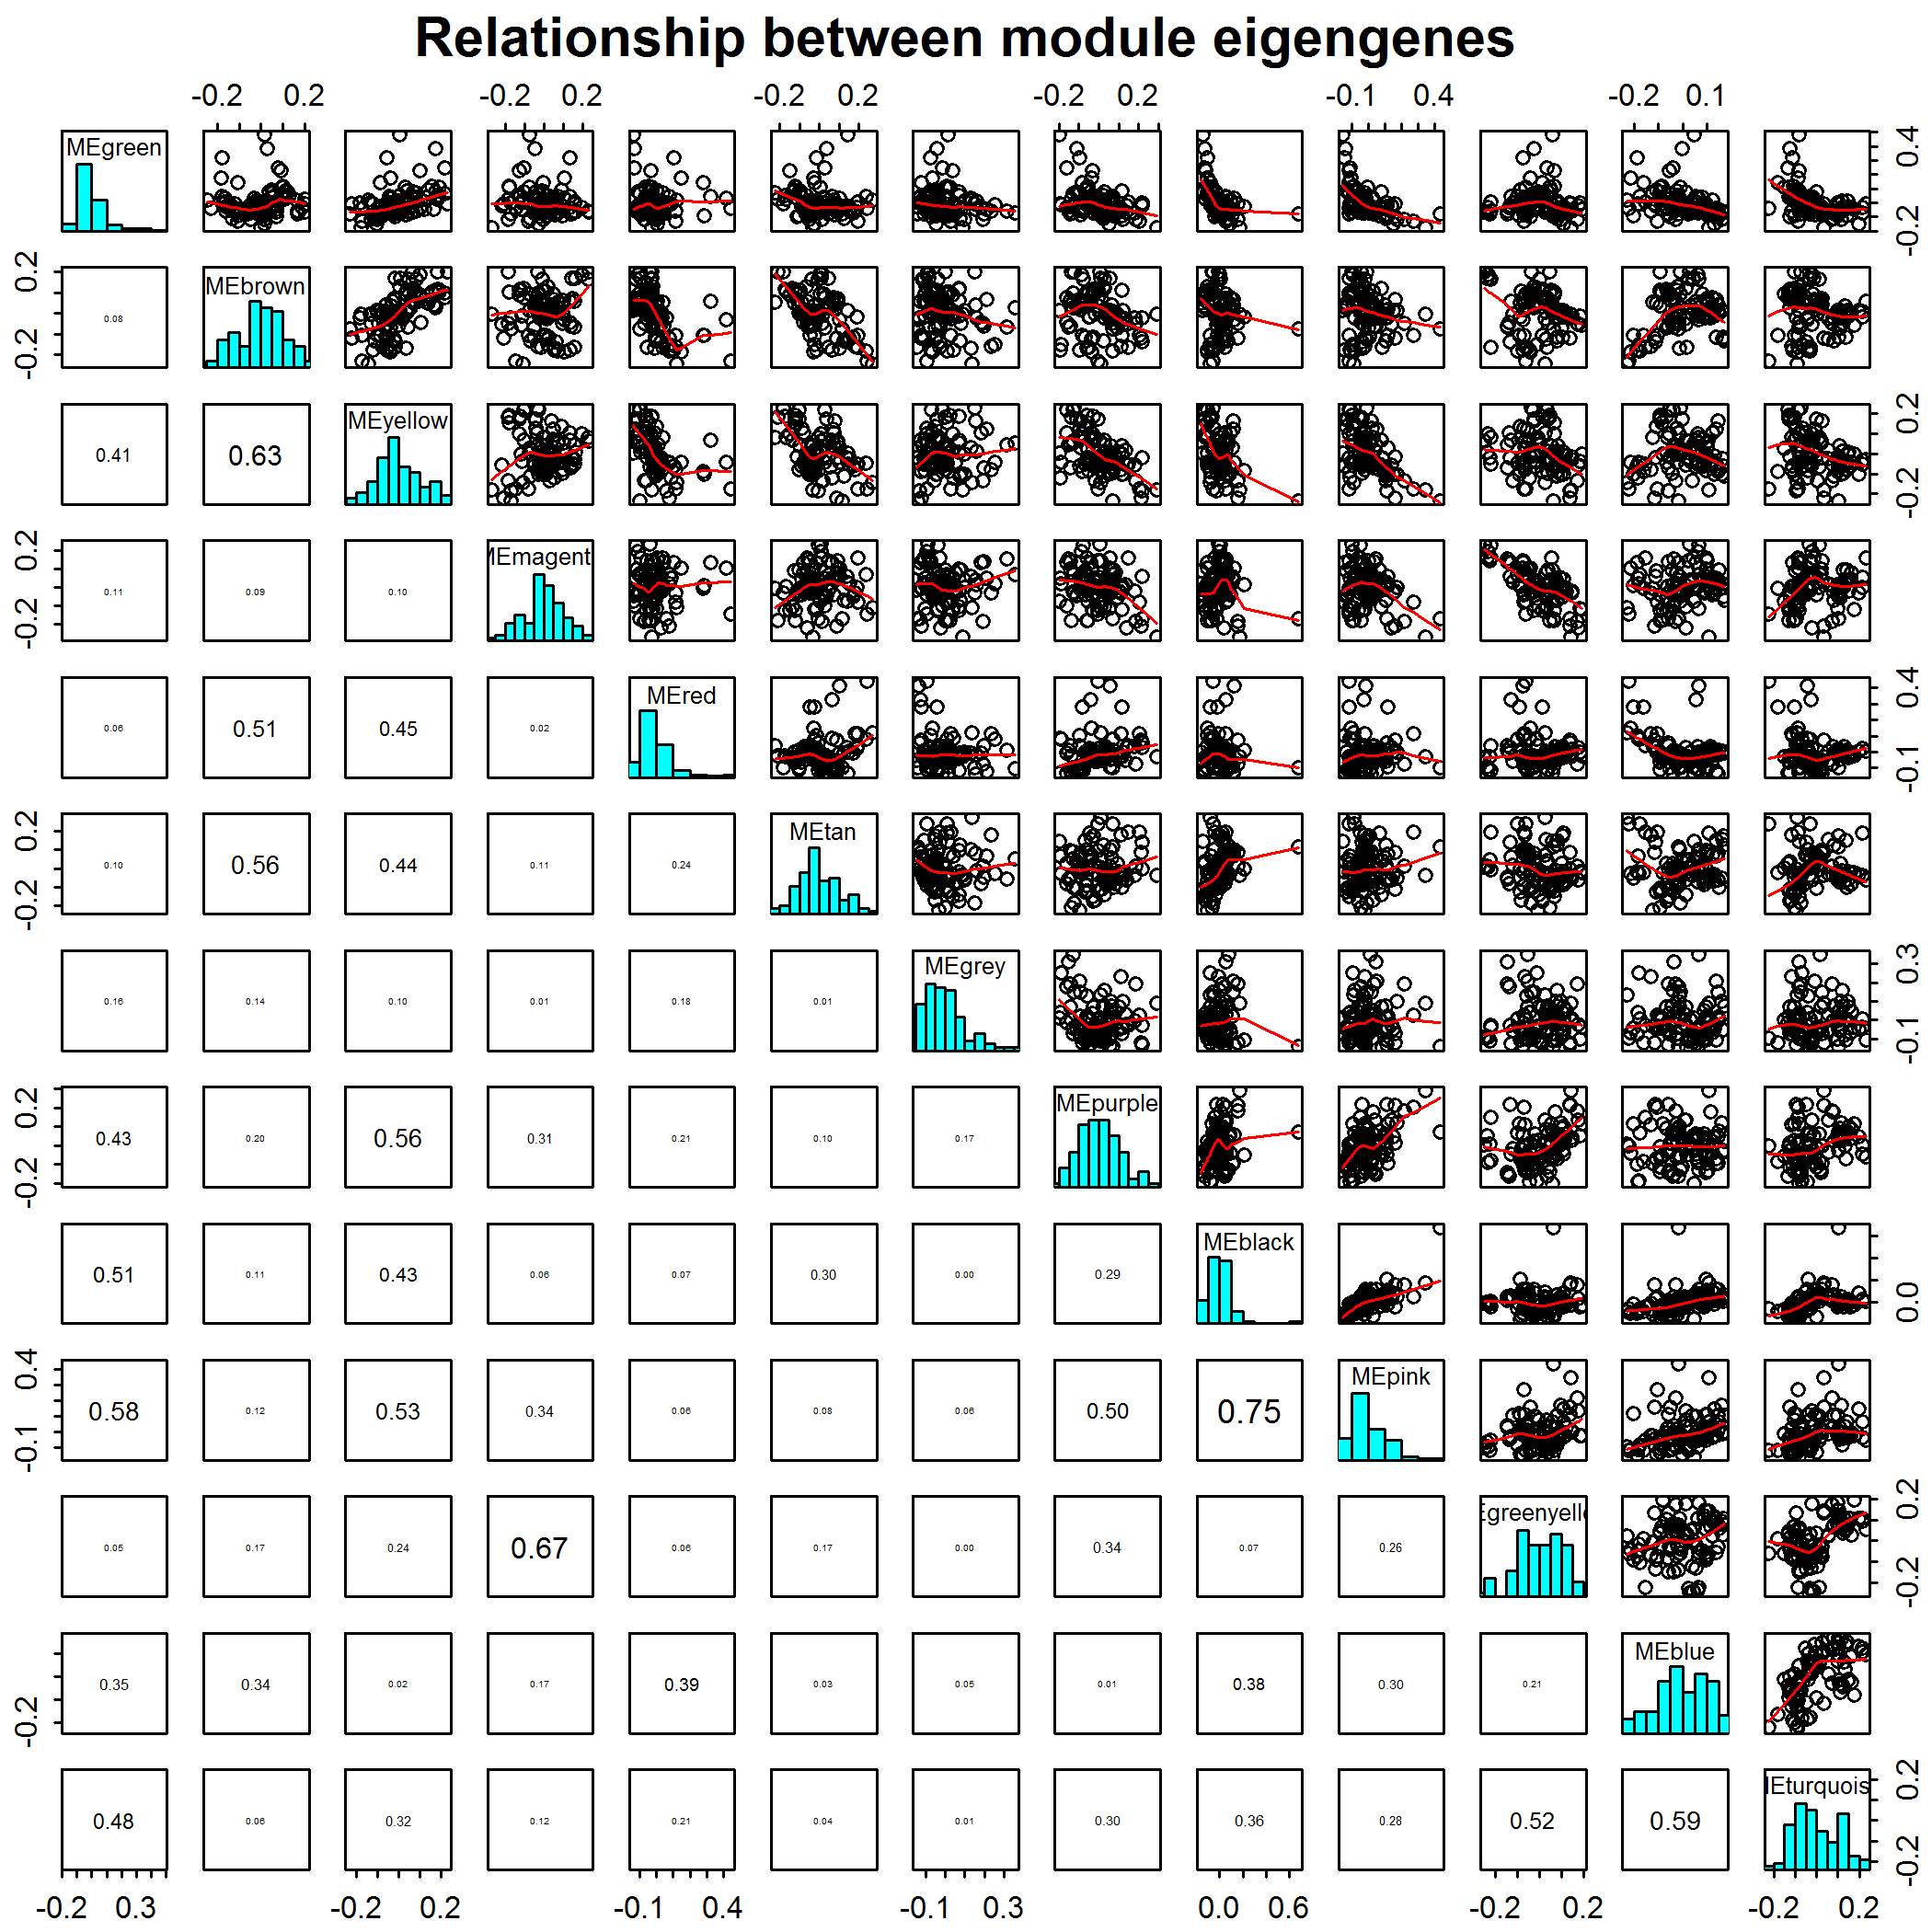 Relationship between module eigengenes
-0.2 0.2 -0.2 0.2 -0.2 0.2 -0.2 0.2 -0.1 0.4 -0.2 0.1
MEgreen -0.2 0.4
-0.2 0.2 0.08 MEbrown
0.41 0.63 MEyellow -0.2 0.2
-0.2 0.2 0.11 0.09 0.10 MEmagent
0.06 0.51 0.45 0.02 MEred -0.1 0.4
-0.2 0.2 0.10 0.56 0.44 0.11 0.24 MEtan
0.16 0.14 0.10 0.01 0.18 0.01 MEgrey -0.1 0.3
-0.2 0.2 0.43 0.20 0.56 0.31 0.21 0.10 0.17 MEpurple
0.51 0.11 0.43 0.06 0.07 0.30 0.00 0.29 MEblack 0.0
-0.1 0.4 0.58 0.12 0.53 0.34 0.06 0.08 0.06 0.50 0.75 MEpink
0.05 0.17 0.24 0.67 0.06 0.17 0.00 0.34 0.07 0.26 Egreenyello -0.2 0.2
-0.2 0.35 0.34 0.02 0.17 0.39 0.03 0.05 0.01 0.38 0.30 0.21 MEblue
0.48 0.06 0.32 0.12 0.21 0.04 0.01 0.30 0.36 0.28 0.52 0.59 MEturquois -0.2 0.2
-0.2 0.3 -0.2 0.2 -0.1 0.4 -0.1 0.3 0.0 0.6 -0.2 0.2 -0.2 0.2